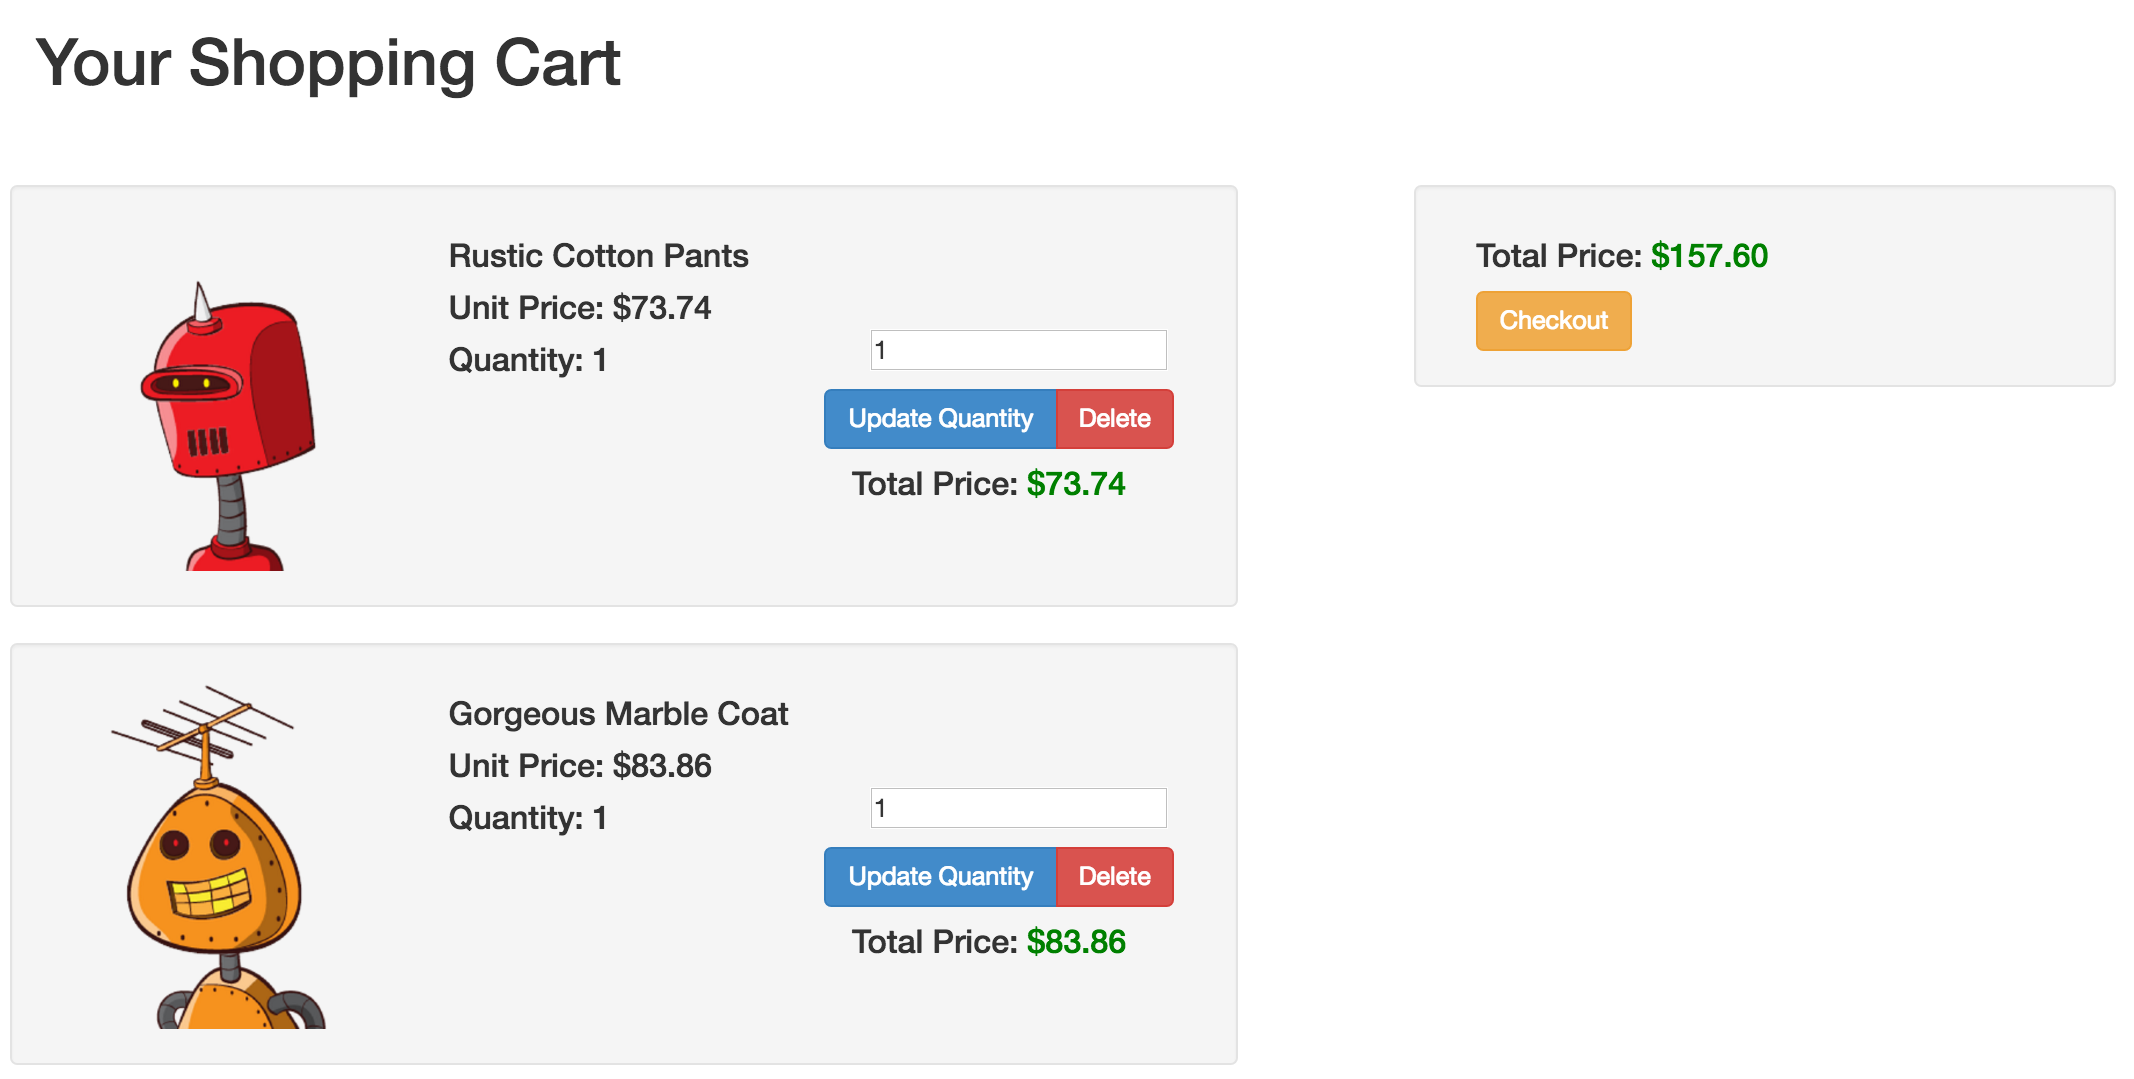 Your Shopping Cart
Rustic Cotton Pants
Unit Price: $73.74
Quantity: 1
1
Update Quantity
Delete
Total Price: $73.74
Gorgeous Marble Coat
Unit Price: $83.86
Quantity: 1
1
Update Quantity
Delete
Total Price: $83.86
Total Price: $157.60
Checkout